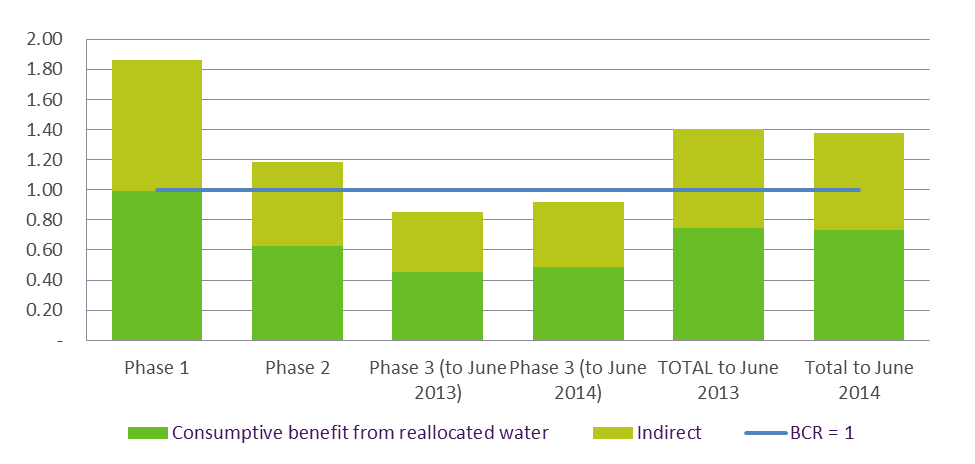 2.00
1.80
1.60
1.40
1.20
1.00
0.80
0.60
0.40
0.20
-
Phase 1
Phase 2
Phase 3 (to June 2013)
Phase 3 (to June 2014)
TOTAL to June 2013
Total to June 2014
Consumptive benefit from reallocated water
Indirect
BCR = 1